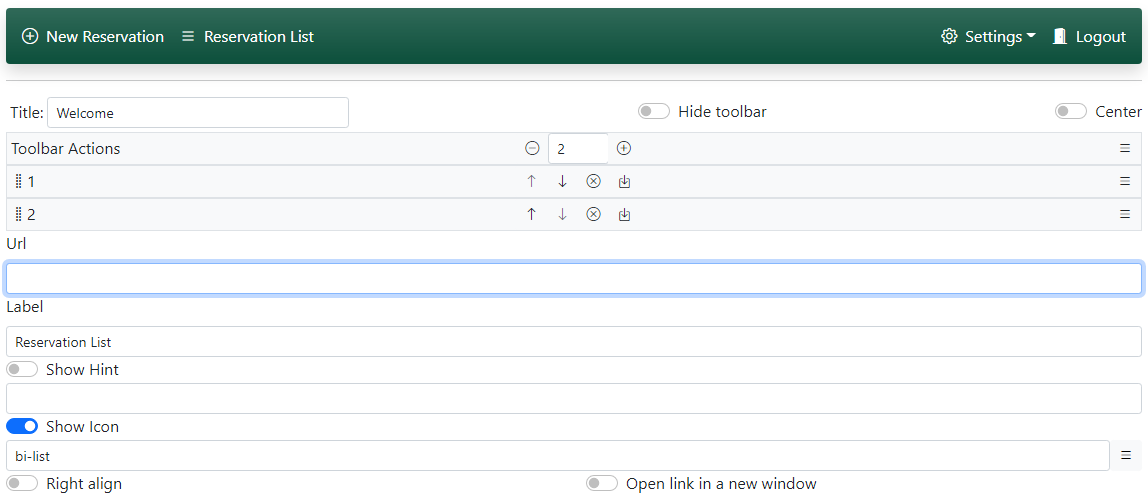 New Reservation Reservation List Settings Logout
Title: Welcome Hide toolbar Center
Toolbar Actions 2
1
2
Url
Label
Reservation List
Show Hint
Show Icon
bi-list
Right align Open link in a new window